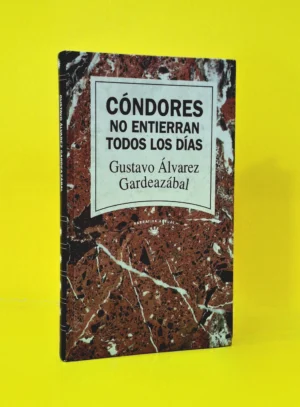 CÓNDORES
NO ENTIERRAN
TODOS LOS DÍAS
Gustavo Álvarez
Gardeazábal